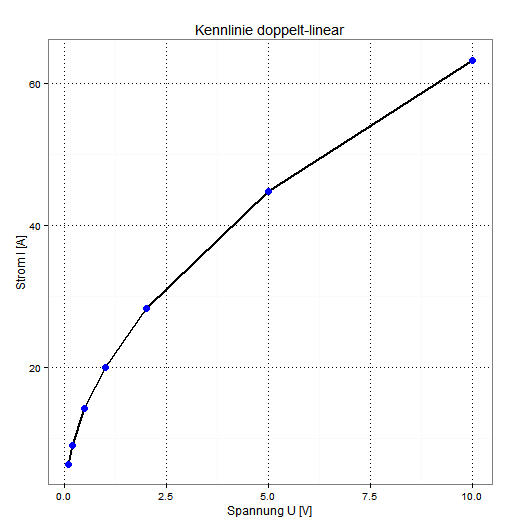 Kennlinie doppelt-linear
Strom I [A]
60
40
20
0.0 2.5 5.0 7.5 10.0
Spannung U [V]